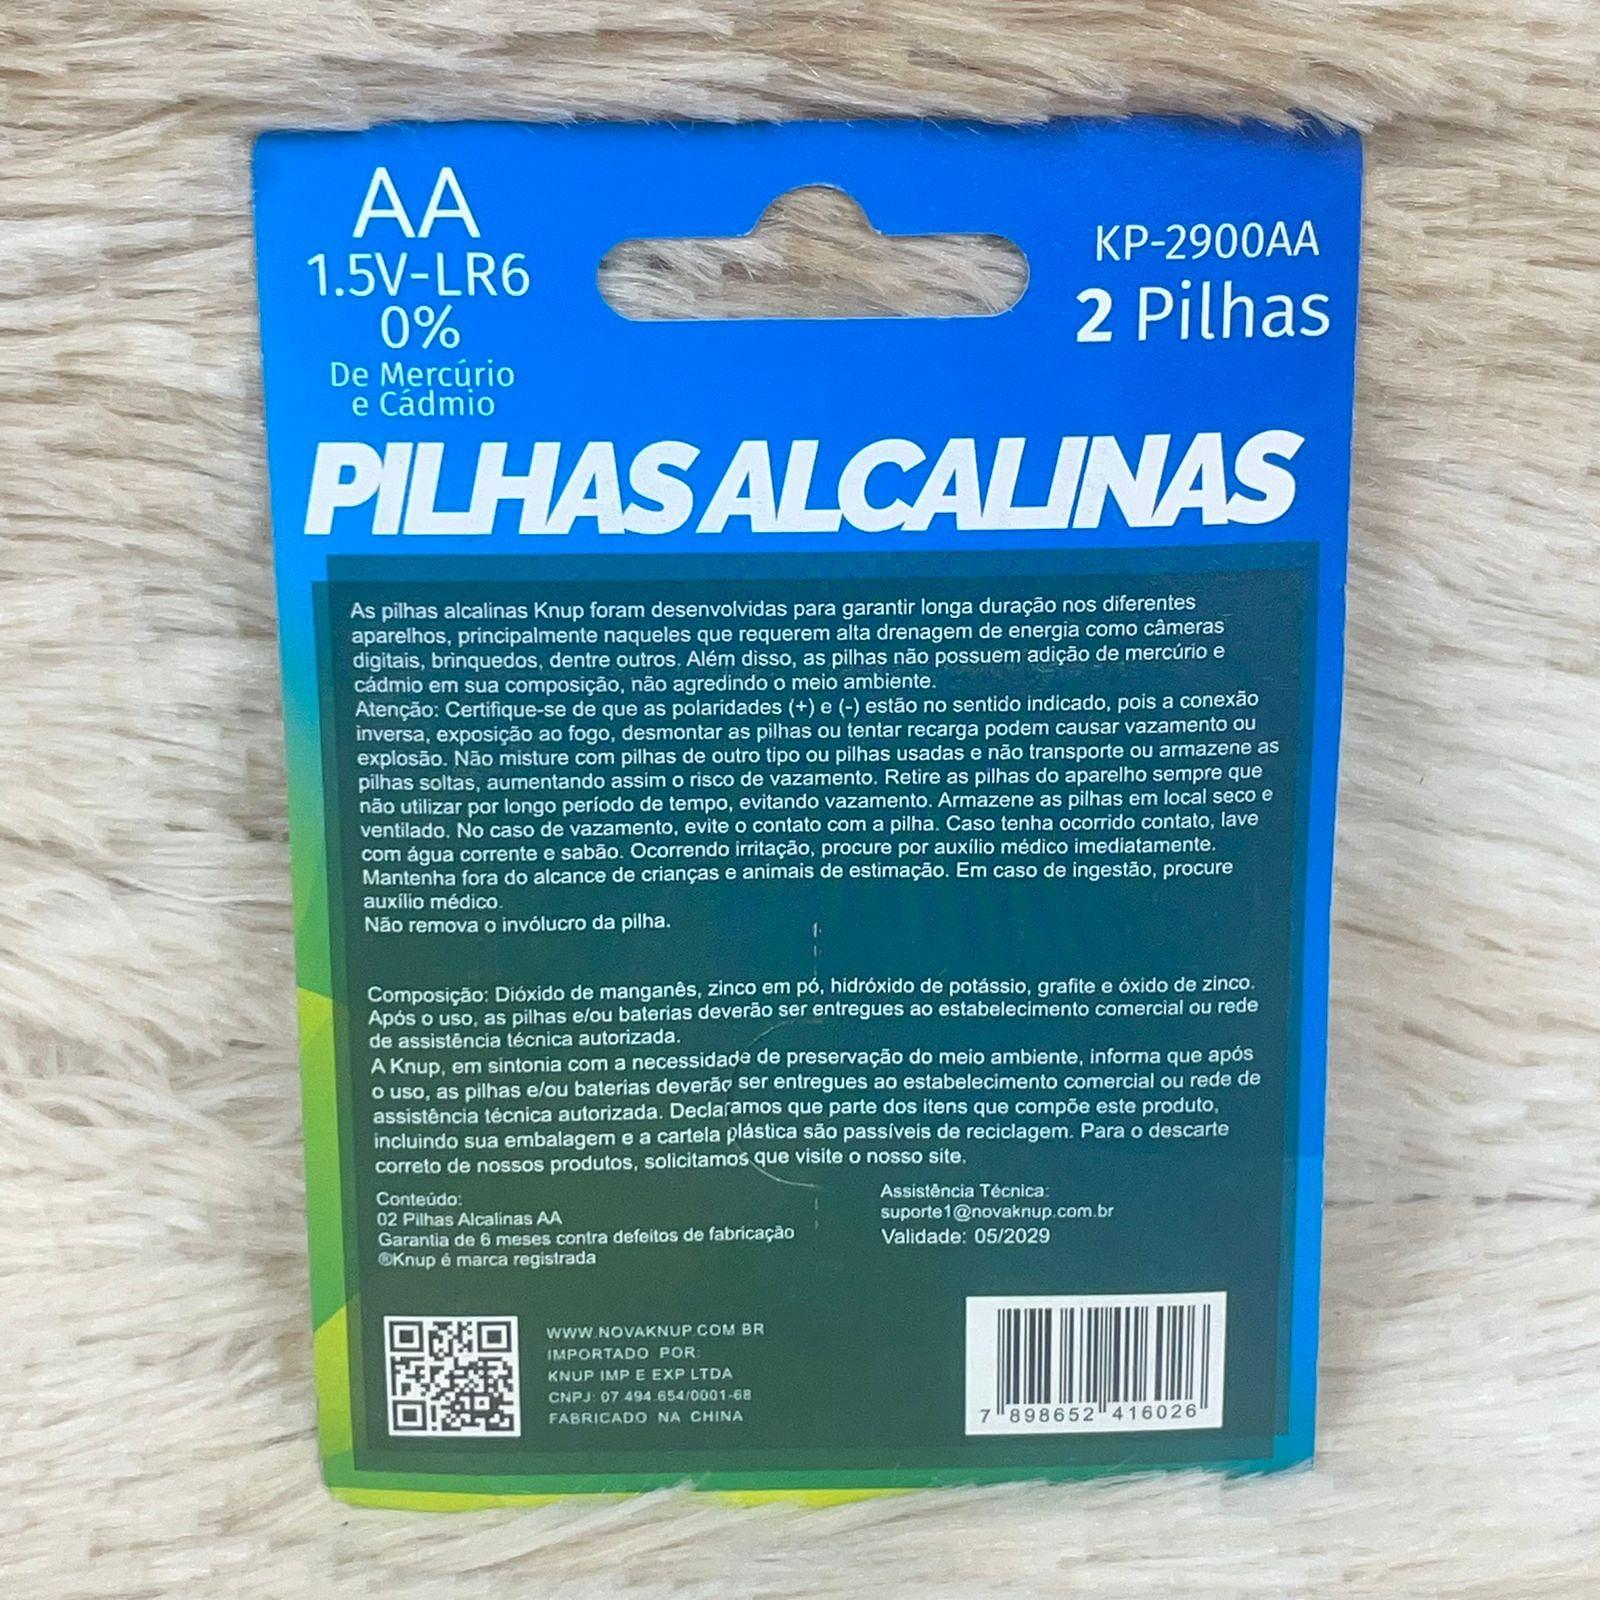 AA
1.5V-LR6
0%
De Mercúrio
e Cádmio
KP-2900AA
2 Pilhas
PILHAS ALCALINAS
As pilhas alcalinas Knup foram desenvolvidas para garantir longa duração nos diferentes
aparelhos, principalmente naqueles que requerem alta drenagem de energia como câmeras
digitais, brinquedos, dentre outros. Além disso, as pilhas não possuem adição de mercúrio e
cádmio em sua composição, não agredindo o meio ambiente.
Atenção: Certifique-se de que as polaridades (+) e (-) estão no sentido indicado, pois a conexão
inversa, exposição ao fogo, desmontar as pilhas ou tentar recarga podem causar vazamento ou
explosão. Não misture com pilhas de outro tipo ou pilhas usadas e não transporte ou armazene as
pilhas soltas, aumentando assim o risco de vazamento. Retire as pilhas do aparelho sempre que
não utilizar por longo período de tempo, evitando vazamento. Armazene as pilhas em local seco e
ventilado. No caso de vazamento, evite o contato com a pilha. Caso tenha ocorrido contato, lave
com água corrente e sabão. Ocorrendo irritação, procure por auxílio médico imediatamente.
Mantenha fora do alcance de crianças e animais de estimação. Em caso de ingestão, procure
auxílio médico.
Não remova o invólucro da pilha.
Composição: Dióxido de manganês, zinco em pó, hidróxido de potássio, grafite e óxido de zinco.
Após o uso, as pilhas e/ou baterias deverão ser entregues ao estabelecimento comercial ou rede
de assistência técnica autorizada.
A Knup, em sintonia com a necessidade de preservação do meio ambiente, informa que após
o uso, as pilhas e/ou baterias deverão ser entregues ao estabelecimento comercial ou rede de
assistência técnica autorizada. Declaramos que parte dos itens que compõe este produto,
incluindo sua embalagem e a cartela plástica são passíveis de reciclagem. Para o descarte
correto de nossos produtos, solicitamos que visite o nosso site.
Conteúdo:
02 Pilhas Alcalinas AA
Garantia de 6 meses contra defeitos de fabricação
®Knup é marca registrada
Assistência Técnica:
suporte1@novaknup.com.br
Validade: 05/2029
WWW.NOVAKNUP.COM.BR
IMPORTADO POR:
KNUP IMP E EXP LTDA
CNPJ: 07.494.654/0001-68
FABRICADO NA CHINA
7 898652 416026